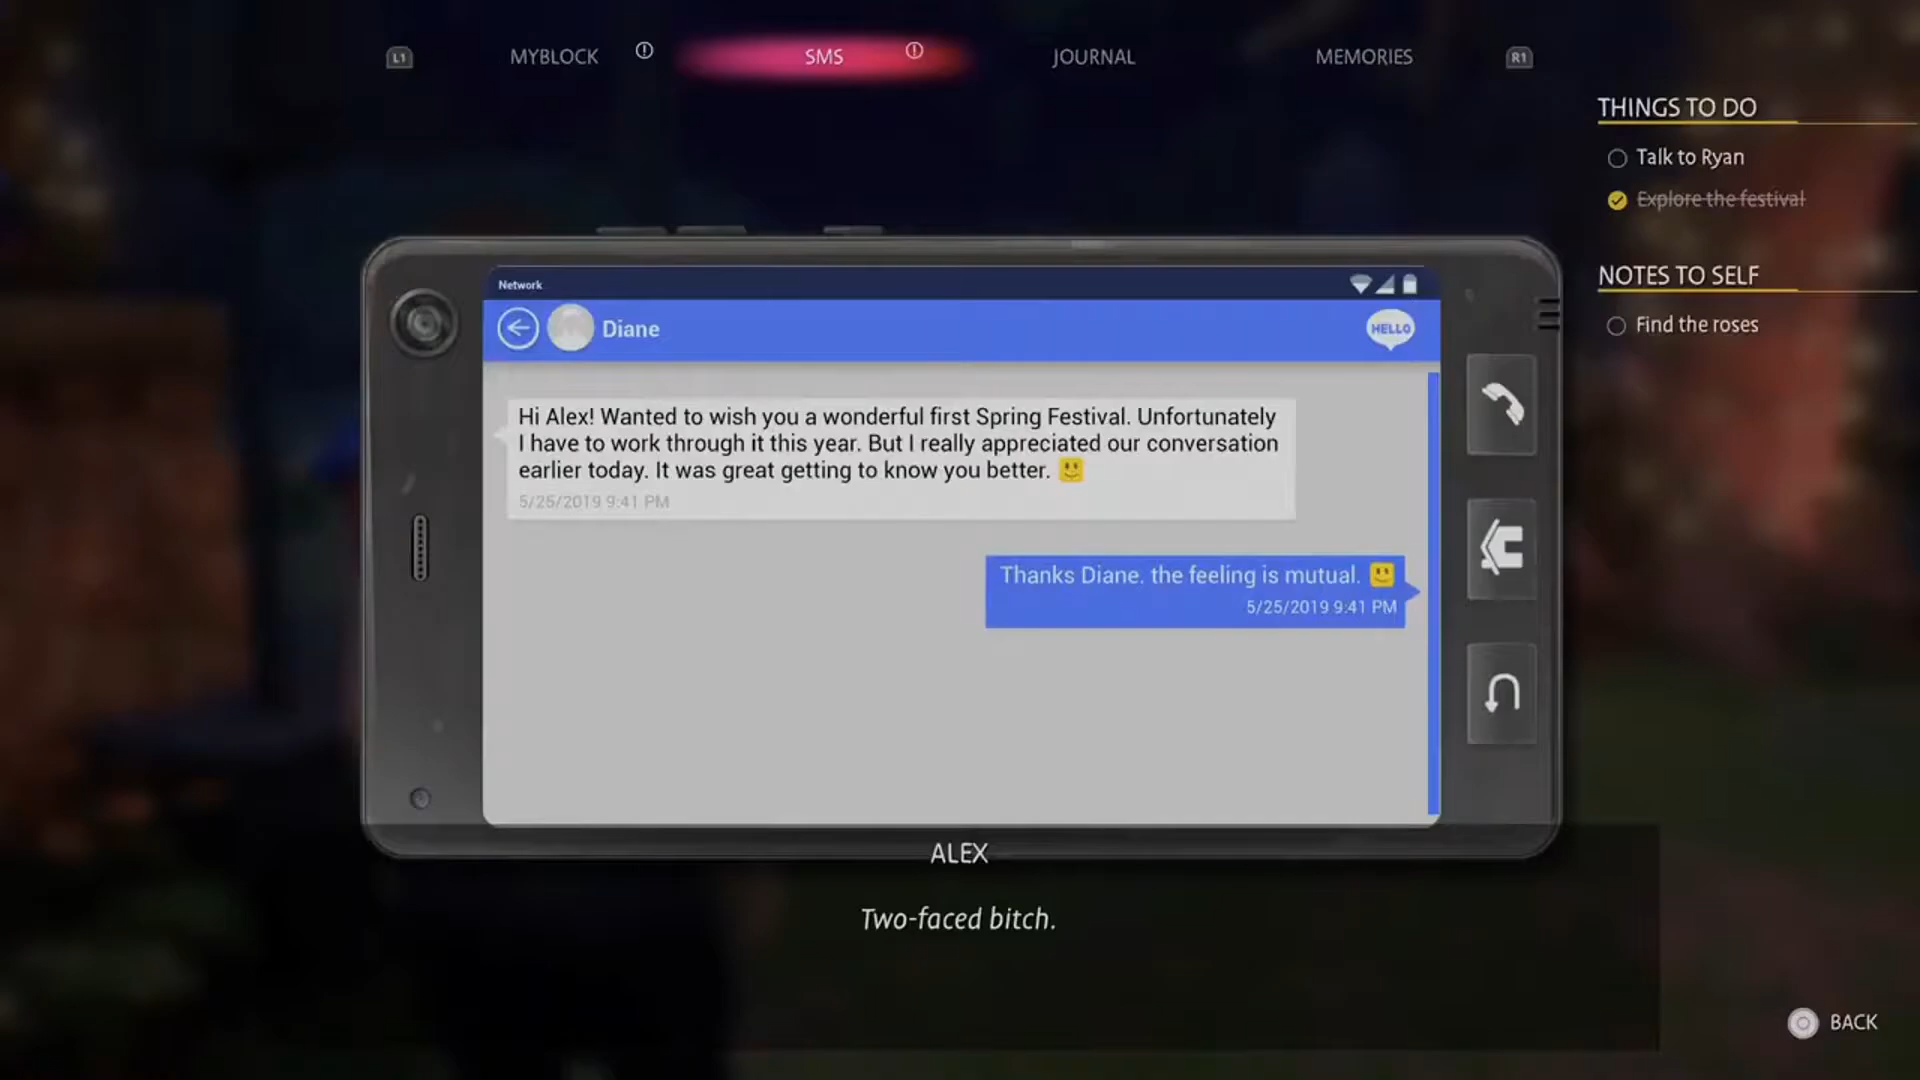 L1 MYBLOCK SMS JOURNAL MEMORIES R1
THINGS TO DO
Talk to Ryan
Explore the festival
NOTES TO SELF
Find the roses
Network
Diane
HELLO
Hi Alex! Wanted to wish you a wonderful first Spring Festival. Unfortunately
I have to work through it this year. But I really appreciated our conversation
earlier today. It was great getting to know you better.
5/25/2019 9:41 PM
Thanks Diane. the feeling is mutual.
5/25/2019 9:41 PM
ALEX
Two-faced bitch.
BACK